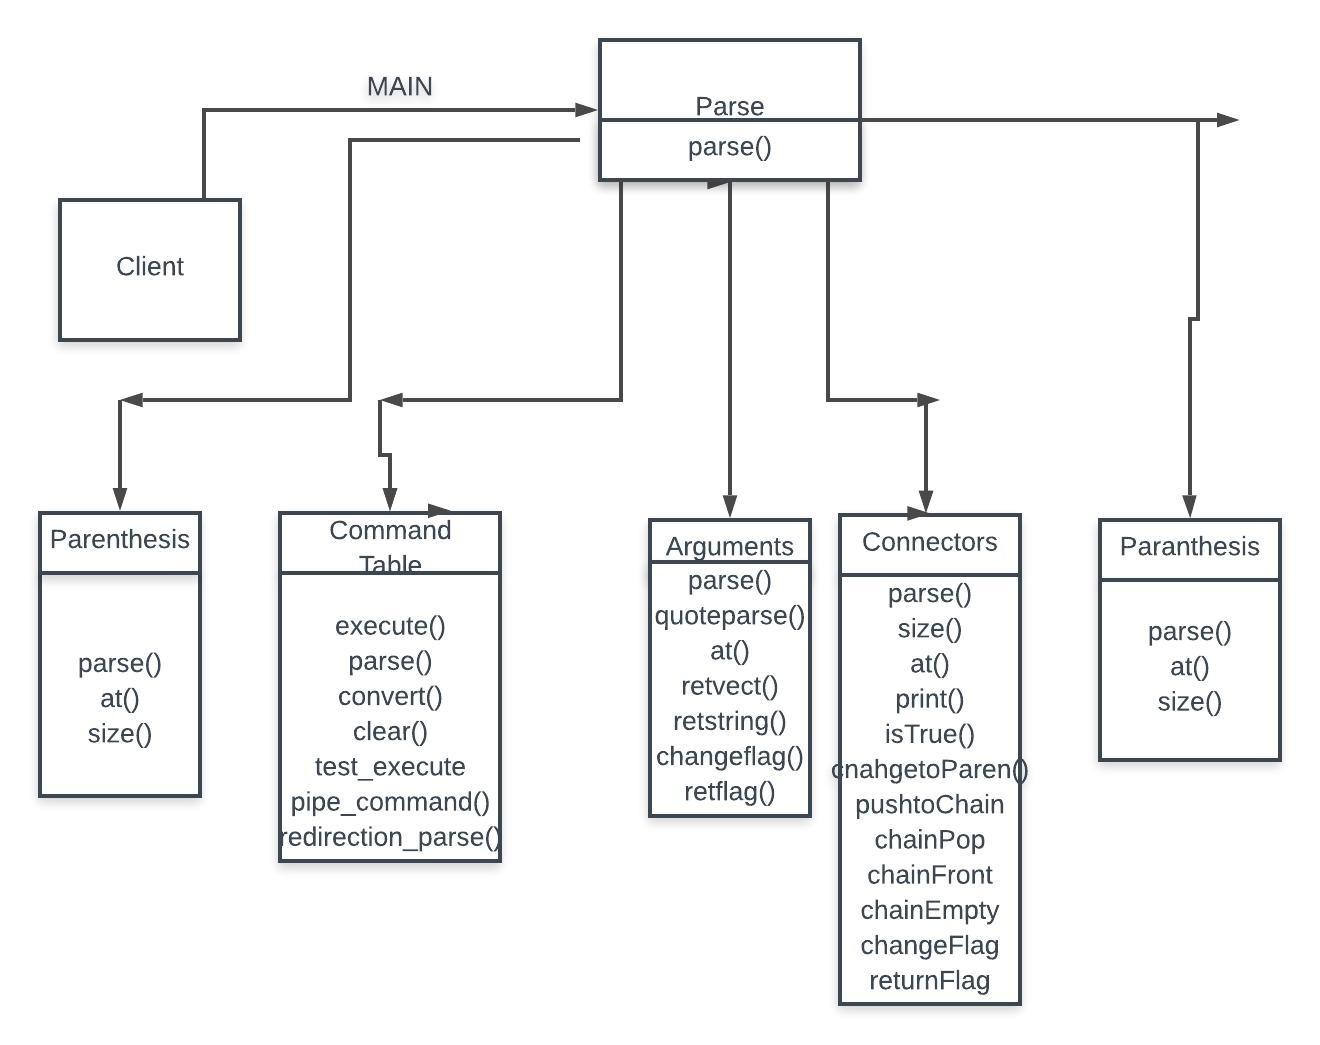 MAIN
Parse
parse()
Client
Parenthesis
parse()
at()
size()
Command
Table
execute()
parse()
convert()
clear()
test_execute
pipe_command()
redirection_parse()
Arguments
parse()
quoteparse()
at()
retvect()
retstring()
changeflag()
retflag()
Connectors
parse()
size()
at()
print()
isTrue()
cnahgetoParen()
pushtoChain
chainPop
chainFront
chainEmpty
changeFlag
returnFlag
Paranthesis
parse()
at()
size()